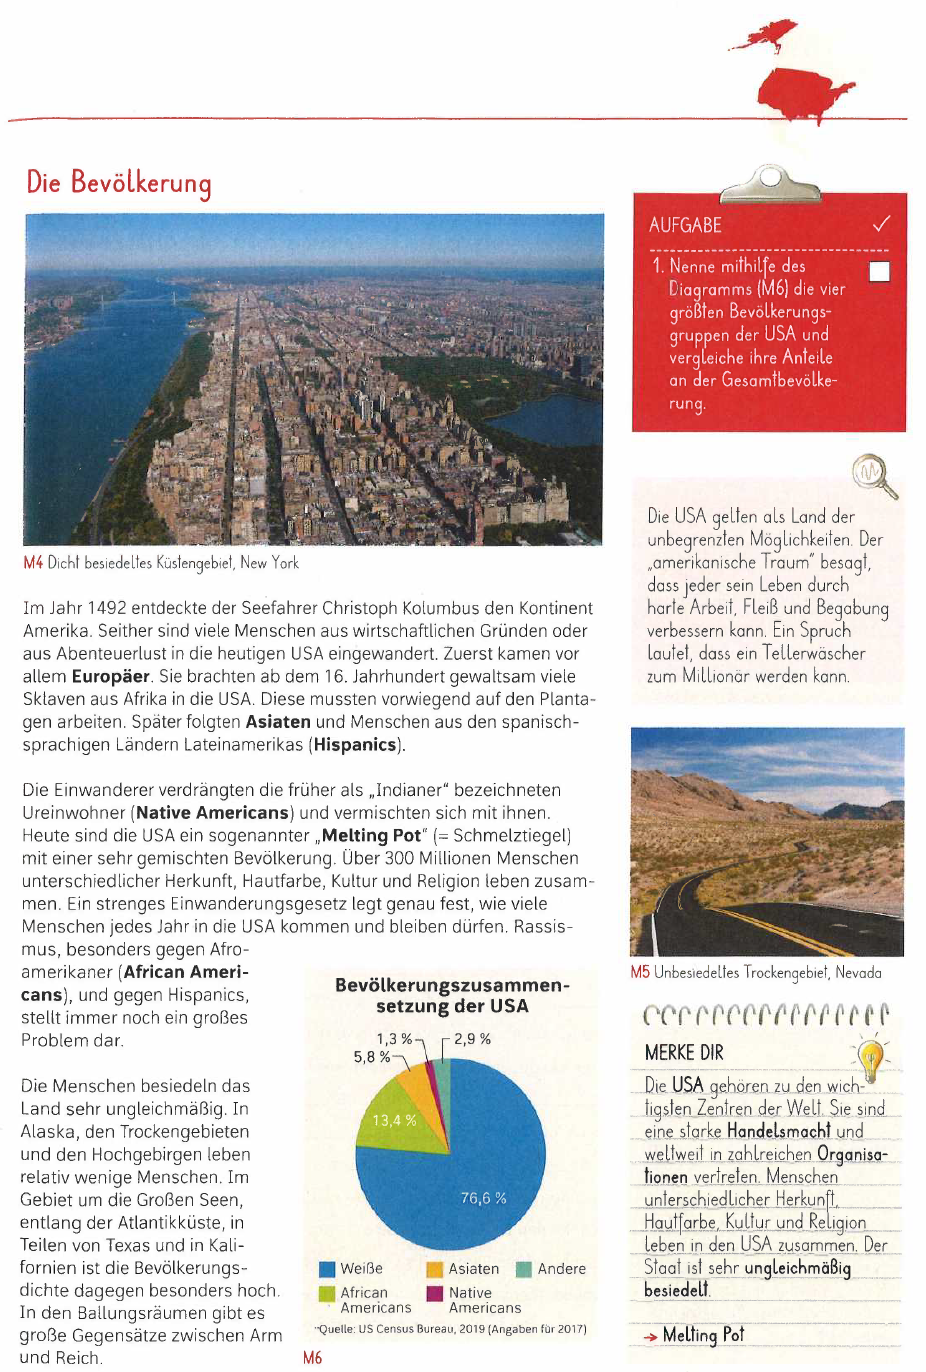 Die Bevölkerung
M4 Dicht besiedeltes Küstengebiet, New York
Im Jahr 1492 entdeckte der Seefahrer Christoph Kolumbus den Kontinent
Amerika. Seither sind viele Menschen aus wirtschaftlichen Gründen oder
aus Abenteuerlust in die heutigen USA eingewandert. Zuerst kamen vor
allem Europäer. Sie brachten ab dem 16. Jahrhundert gewaltsam viele
Sklaven aus Afrika in die USA. Diese mussten vorwiegend auf den Planta-
gen arbeiten. Später folgten Asiaten und Menschen aus den spanisch-
sprachigen Ländern Lateinamerikas (Hispanics).
Die Einwanderer verdrängten die früher als „Indianer" bezeichneten
Ureinwohner (Native Americans) und vermischten sich mit ihnen.
Heute sind die USA ein sogenannter „Melting Pot" (= Schmelztiegel)
mit einer sehr gemischten Bevölkerung. Über 300 Millionen Menschen
unterschiedlicher Herkunft, Hautfarbe, Kultur und Religion leben zusam-
men. Ein strenges Einwanderungsgesetz legt genau fest, wie viele
Menschen jedes Jahr in die USA kommen und bleiben dürfen. Rassis-
mus, besonders gegen Afro-
amerikaner (African Ameri-
cans), und gegen Hispanics,
stellt immer noch ein großes
Problem dar.
Die Menschen besiedeln das
Land sehr ungleichmäßig. In
Alaska, den Trockengebieten
und den Hochgebirgen leben
relativ wenige Menschen. Im
Gebiet um die Großen Seen,
entlang der Atlantikküste, in
Teilen von Texas und in Kali-
fornien ist die Bevölkerungs-
dichte dagegen besonders hoch.
In den Ballungsräumen gibt es
große Gegensätze zwischen Arm
und Reich.
Bevölkerungszusammen-
setzung der USA
1,3 %
2,9 %
5,8 %
13,4 %
76,6 %
Weiße
Asiaten
Andere
African
Americans
Native
Americans
Quelle: US Census Bureau, 2019 (Angaben für 2017)
M6
AUFGABE ✓
1. Nenne mithilfe des
Diagramms (M6) die vier
größten Bevölkerungs-
gruppen der USA und
vergleiche ihre Anteile
an der Gesamtbevölke-
rung.
Die USA gelten als Land der
unbegrenzten Möglichkeiten. Der
„amerikanische Traum" besagt,
dass jeder sein Leben durch
harte Arbeit, Fleiß und Begabung
verbessern kann. Ein Spruch
lautet, dass ein Tellerwäscher
zum Millionär werden kann.
M5 Unbesiedeltes Trockengebiet, Nevada
MERKE DIR
Die USA gehören zu den wich-
tigsten Zentren der Welt. Sie sind
eine starke Handelsmacht und
weltweit in zahlreichen Organisa-
tionen vertreten. Menschen
unterschiedlicher Herkunft,
Hautfarbe, Kultur und Religion
leben in den USA zusammen. Der
Staat ist sehr ungleichmäßig
besiedelt.
→ Melting Pot